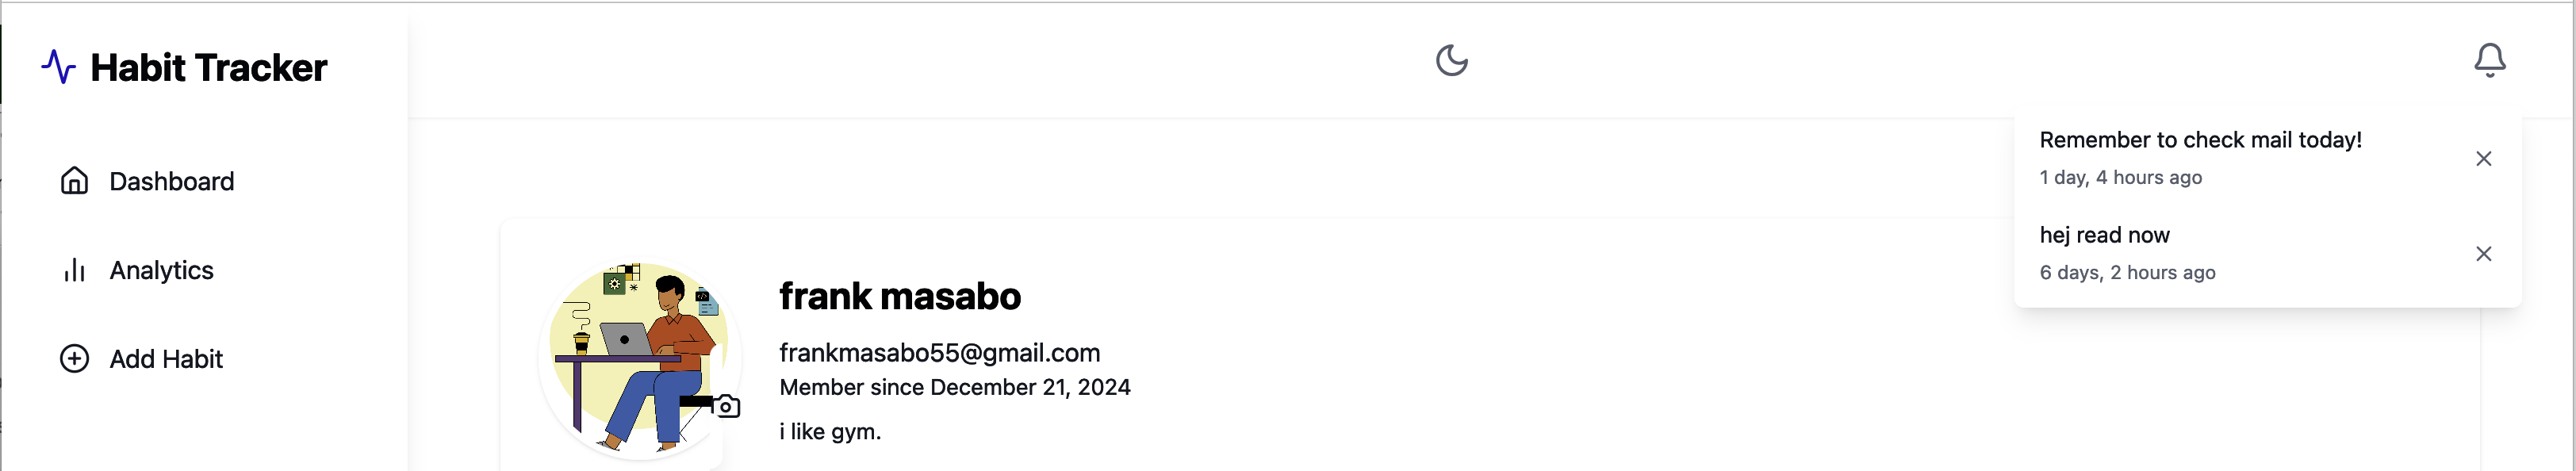 Habit Tracker
Dashboard
Analytics
Add Habit
Remember to check mail today!
1 day, 4 hours ago
hej read now
6 days, 2 hours ago
frank masabo
frankmasabo55@gmail.com
Member since December 21, 2024
i like gym.